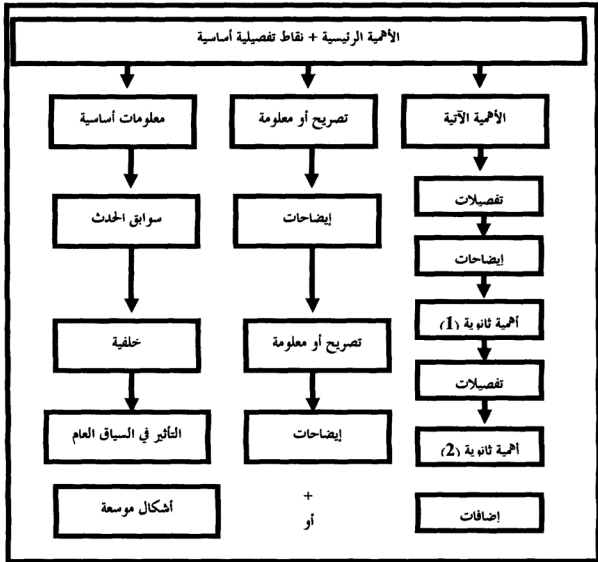 الأهمية الرئيسية + نقاط تفصيلية أساسية
الأهمية الآتية
تصريح أو معلومة
معلومات أساسية
تفصيلات
إيضاحات
سوابق الحدث
إيضاحات
أهمية ثانوية (1)
تصريح أو معلومة
خلفية
تفصيلات
أهمية ثانوية (2)
إيضاحات
التأثير في السياق العام
إضافات
+
أو
أشكال موسعة